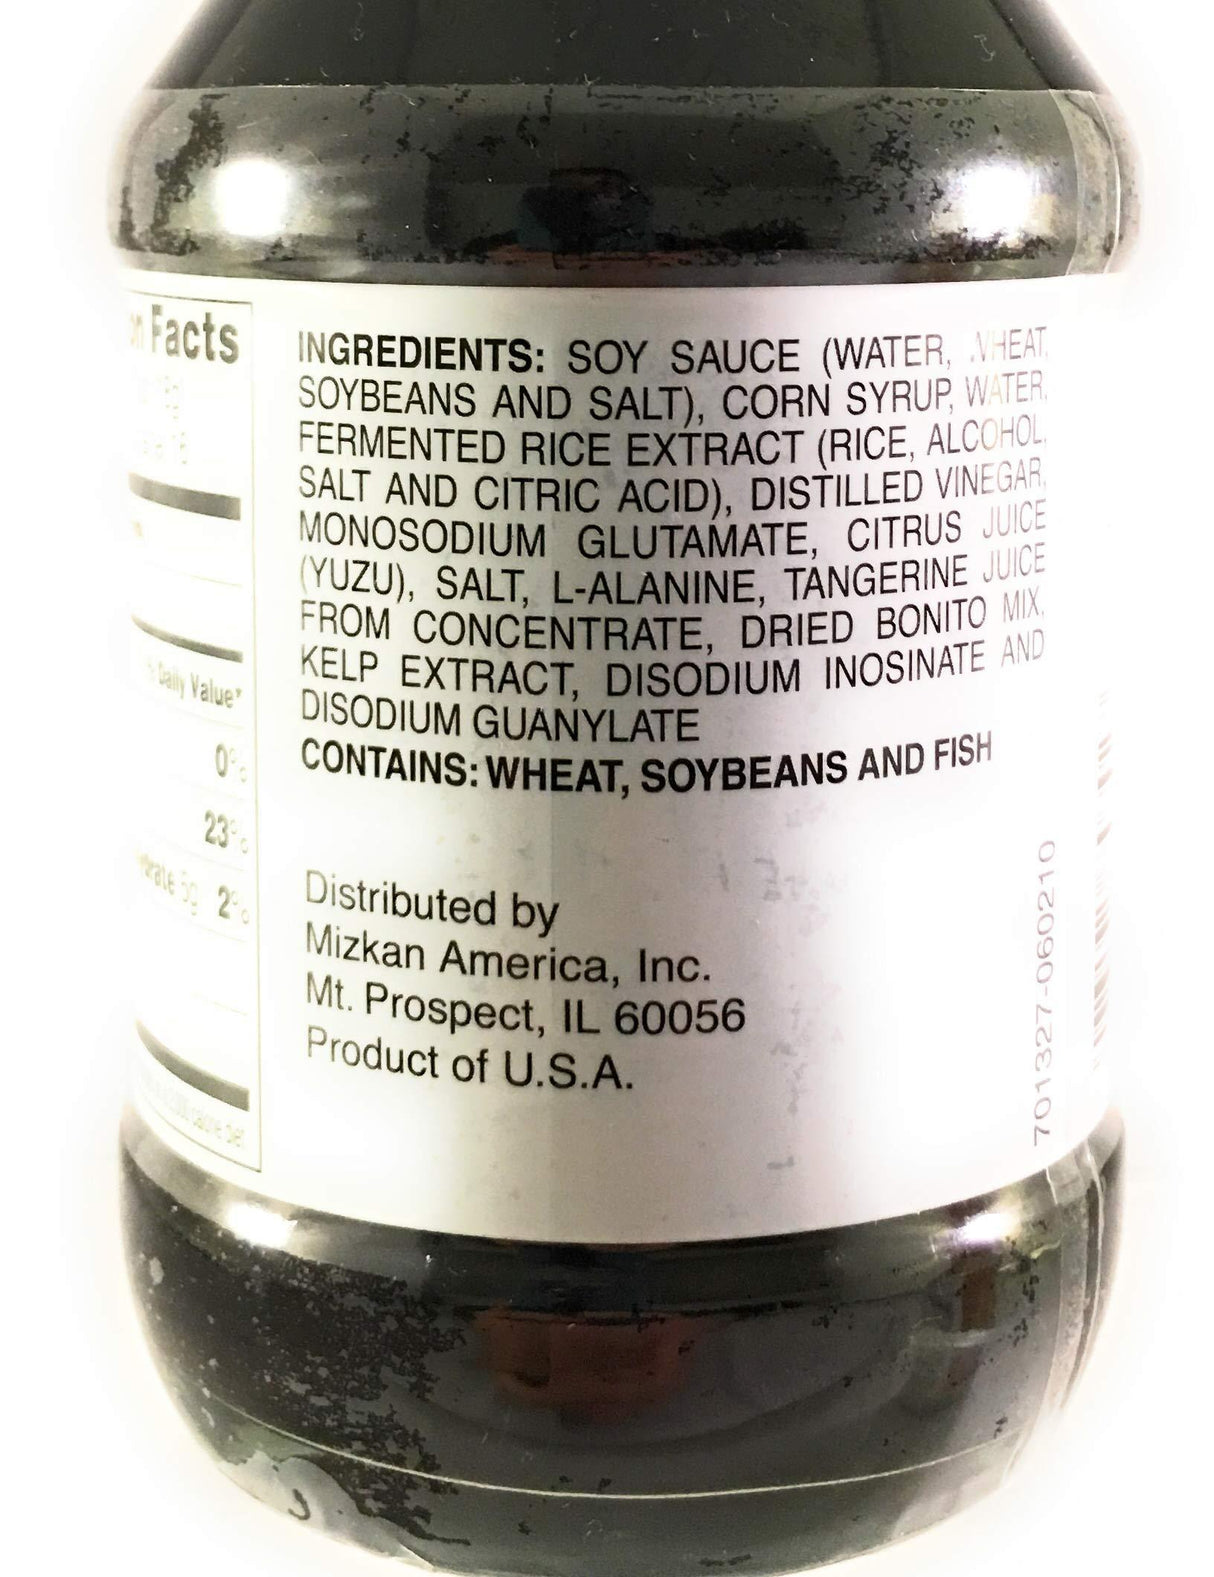 Facts
% Daily Value*
0%
23%
5g 2%
INGREDIENTS: SOY SAUCE (WATER, WHEAT,
SOYBEANS AND SALT), CORN SYRUP, WATER,
FERMENTED RICE EXTRACT (RICE, ALCOHOL,
SALT AND CITRIC ACID), DISTILLED VINEGAR,
MONOSODIUM GLUTAMATE, CITRUS JUICE
(YUZU), SALT, L-ALANINE, TANGERINE JUICE
FROM CONCENTRATE, DRIED BONITO MIX,
KELP EXTRACT, DISODIUM INOSINATE AND
DISODIUM GUANYLATE
CONTAINS: WHEAT, SOYBEANS AND FISH
Distributed by
Mizkan America, Inc.
Mt. Prospect, IL 60056
Product of U.S.A.
701327-060210